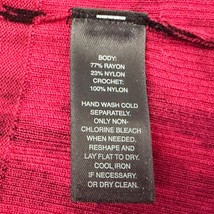 BODY:
77% RAYON
23% NYLON
CROCHET:
100% NYLON
HAND WASH COLD
SEPARATELY.
ONLY NON-
CHLORINE BLEACH
WHEN NEEDED.
RESHAPE AND
LAY FLAT TO DRY.
COOL IRON
IF NECESSARY.
OR DRY CLEAN.